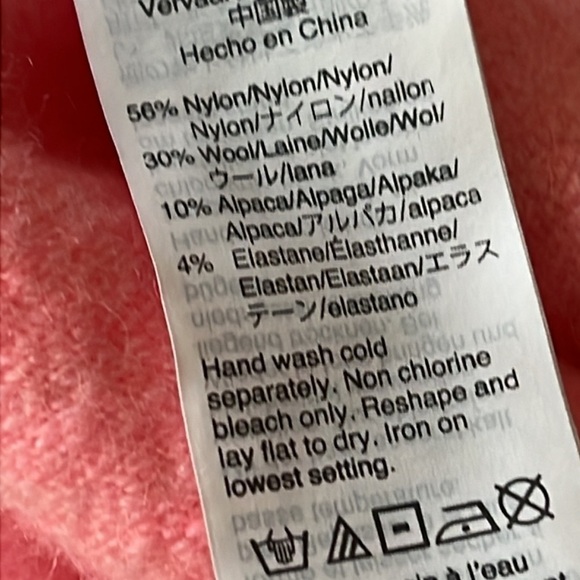 中国製
Hecho en China
56% Nylon/Nylon/Nylon/
Nylon/ナイロン/nailon
30% Wool/Laine/Wolle/Wol/
ウール/lana
10% Alpaca/Alpaga/Alpaka/
Alpaca/アルパカ/alpaca
4% Elastane/Élasthanne/
Elastan/Elastaan/エラス
テーン/elastano
Hand wash cold
separately. Non chlorine
bleach only. Reshape and
lay flat to dry. Iron on
lowest setting.
à l'eau